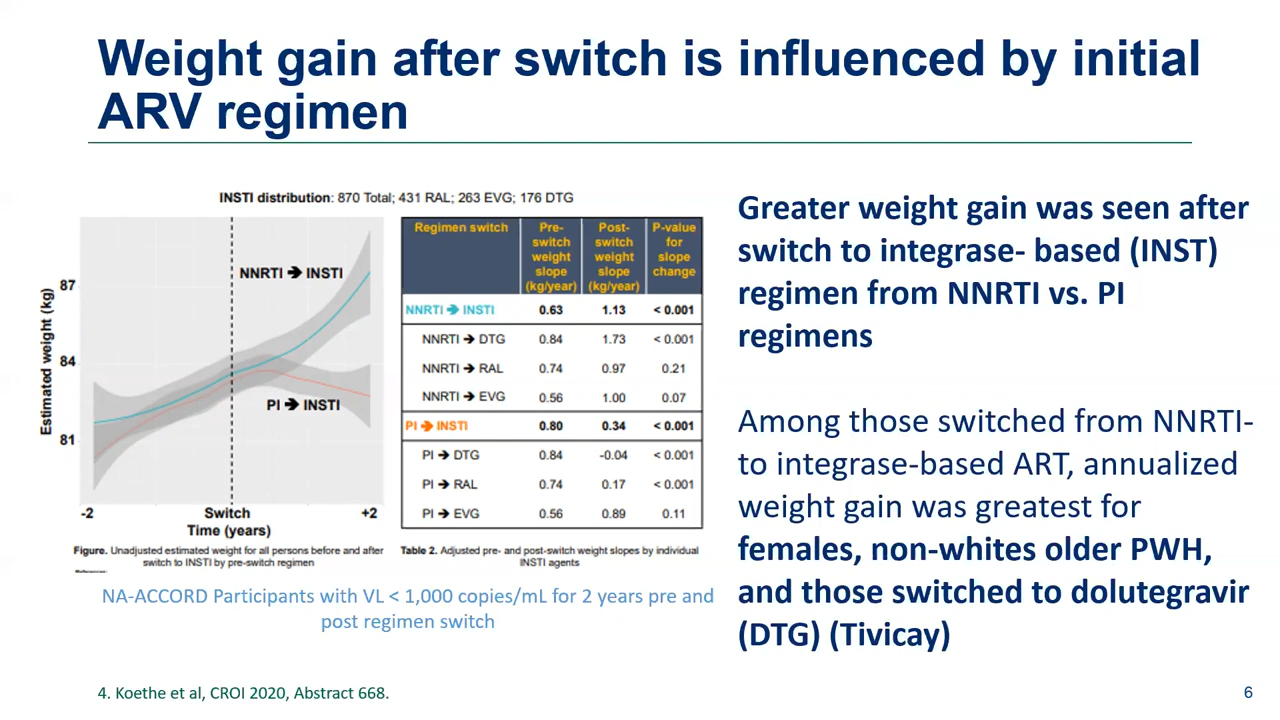 Weight gain after switch is influenced by initial
ARV regimen
INSTI distribution: 870 Total; 431 RAL; 263 EVG; 176 DTG
Estimated weight (kg)
87
84
81
NNRTI ➔ INSTI
PI ➔ INSTI
-2 Switch +2
Time (years)
Figure. Unadjusted estimated weight for all persons before and after
switch to INSTI by pre-switch regimen
Regimen switch Pre-switch weight slope (kg/year) Post-switch weight slope (kg/year) P-value for slope change
NNRTI ➔ INSTI 0.63 1.13 < 0.001
NNRTI ➔ DTG 0.84 1.73 < 0.001
NNRTI ➔ RAL 0.74 0.97 0.21
NNRTI ➔ EVG 0.56 1.00 0.07
PI ➔ INSTI 0.80 0.34 < 0.001
PI ➔ DTG 0.84 -0.04 < 0.001
PI ➔ RAL 0.74 0.17 < 0.001
PI ➔ EVG 0.56 0.89 0.11
Table 2. Adjusted pre- and post-switch weight slopes by individual
INSTI agents
NA-ACCORD Participants with VL < 1,000 copies/mL for 2 years pre and
post regimen switch
Greater weight gain was seen after
switch to integrase- based (INST)
regimen from NNRTI vs. PI
regimens
Among those switched from NNRTI-
to integrase-based ART, annualized
weight gain was greatest for
females, non-whites older PWH,
and those switched to dolutegravir
(DTG) (Tivicay)
4. Koethe et al, CROI 2020, Abstract 668.
6